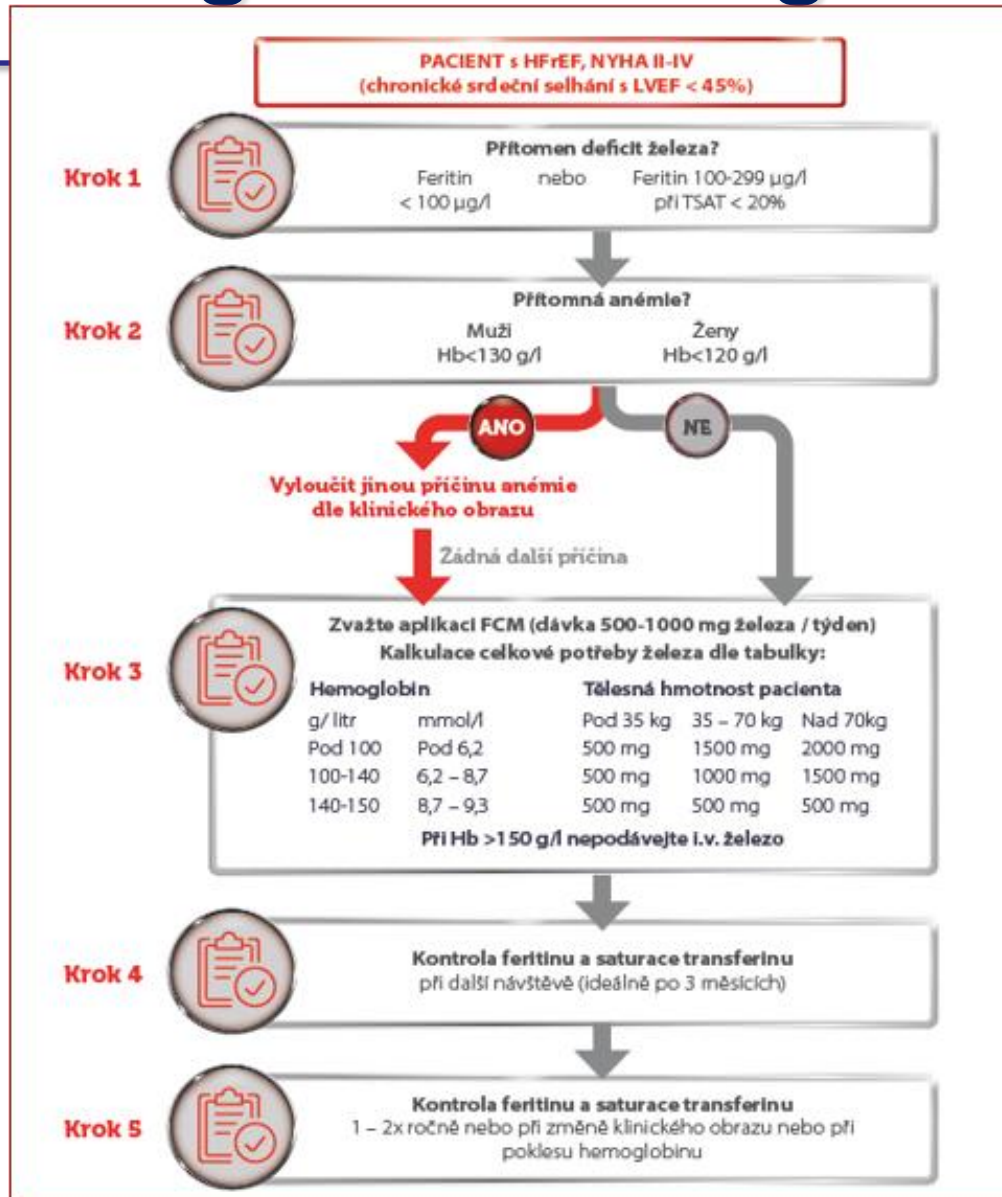 PACIENT s HFrEF, NYHA II-IV
(chronické srdeční selhání s LVEF < 45%)
Krok 1
Přítomen deficit železa?
Feritin nebo Feritin 100-299 µg/l
< 100 µg/l při TSAT < 20%
Krok 2
Přítomná anémie?
Muži Ženy
Hb<130 g/l Hb<120 g/l
ANO NE
Vyloučit jinou příčinu anémie
dle klinického obrazu
Žádná další příčina
Krok 3
Zvažte aplikaci FCM (dávka 500-1000 mg železa / týden)
Kalkulace celkové potřeby železa dle tabulky:
Hemoglobin Tělesná hmotnost pacienta
g/ litr mmol/l Pod 35 kg 35 – 70 kg Nad 70kg
Pod 100 Pod 6,2 500 mg 1500 mg 2000 mg
100-140 6,2 – 8,7 500 mg 1000 mg 1500 mg
140-150 8,7 – 9,3 500 mg 500 mg 500 mg
Při Hb >150 g/l nepodávejte i.v. železo
Krok 4
Kontrola feritinu a saturace transferinu
při další návštěvě (ideálně po 3 měsících)
Krok 5
Kontrola feritinu a saturace transferinu
1 – 2x ročně nebo při změně klinického obrazu nebo při
poklesu hemoglobinu